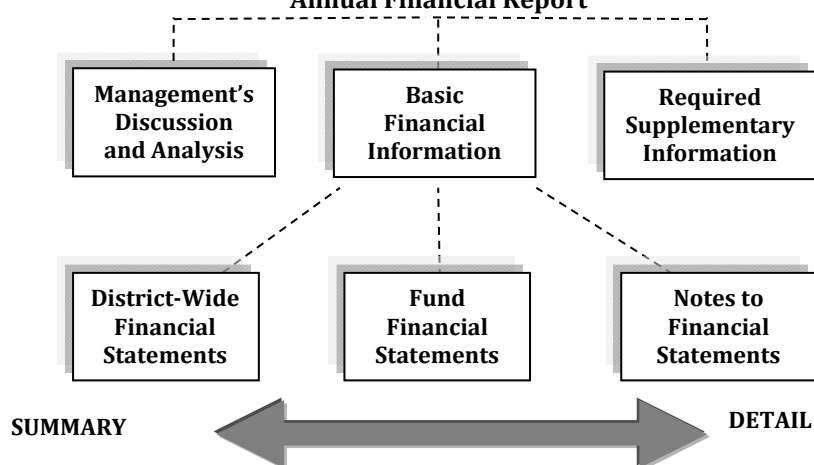 Annual Financial Report
Management’s
Discussion
and Analysis
Basic
Financial
Information
Required
Supplementary
Information
District-Wide
Financial
Statements
Fund
Financial
Statements
Notes to
Financial
Statements
SUMMARY
DETAIL